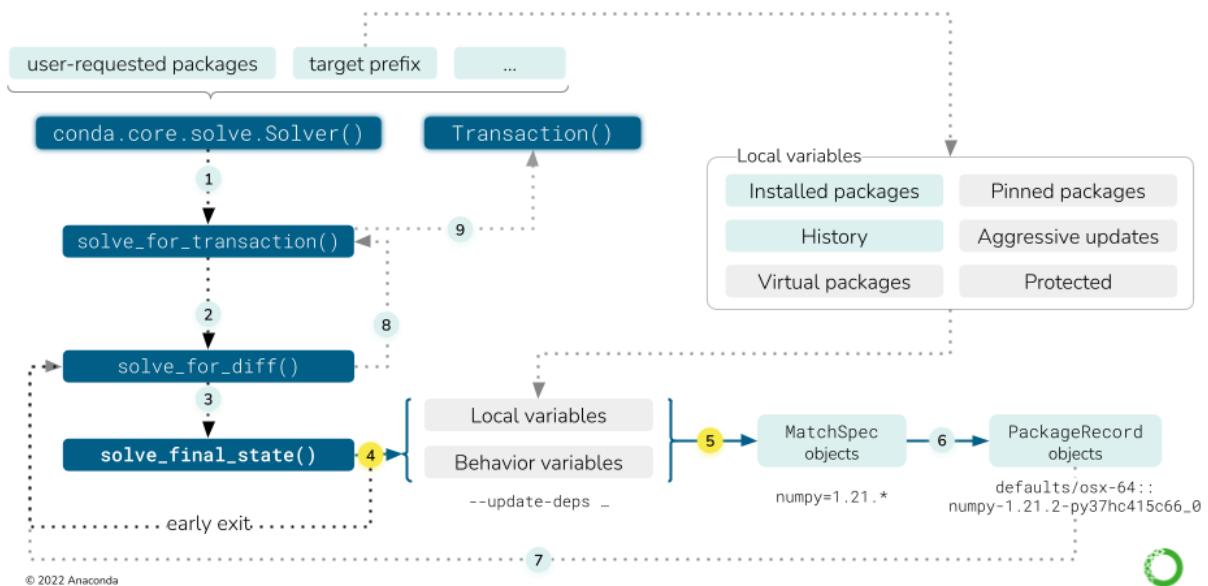 user-requested packages
target prefix
...
conda.core.solve.Solver()
Transaction()
1
solve_for_transaction()
9
2
8
solve_for_diff()
3
solve_final_state()
4
early exit
Local variables
Installed packages
Pinned packages
History
Aggressive updates
Virtual packages
Protected
Local variables
Behavior variables
--update-deps …
5
MatchSpec
objects
numpy=1.21.*
6
PackageRecord
objects
defaults/osx-64::
numpy-1.21.2-py37hc415c66_0
7
© 2022 Anaconda